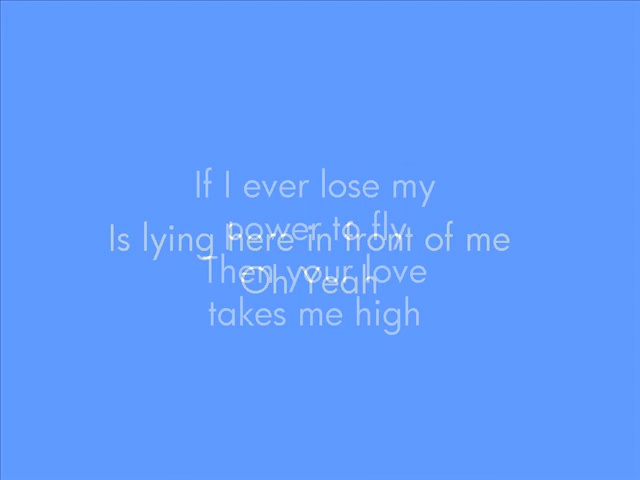 If I ever lose my
power to fly
Is lying here in front of me
Then your love
Oh Yeah
takes me high